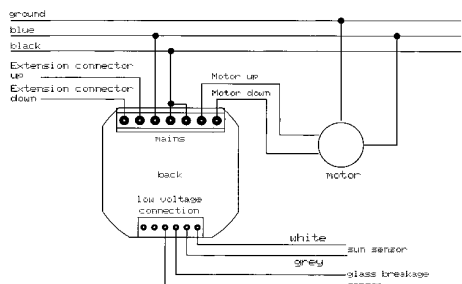 ground
blue
black
Extension connector
up
Motor up
Extension connector
down
Motor down
mains
motor
back
low voltage
connection
white
sun sensor
grey
glass breakage